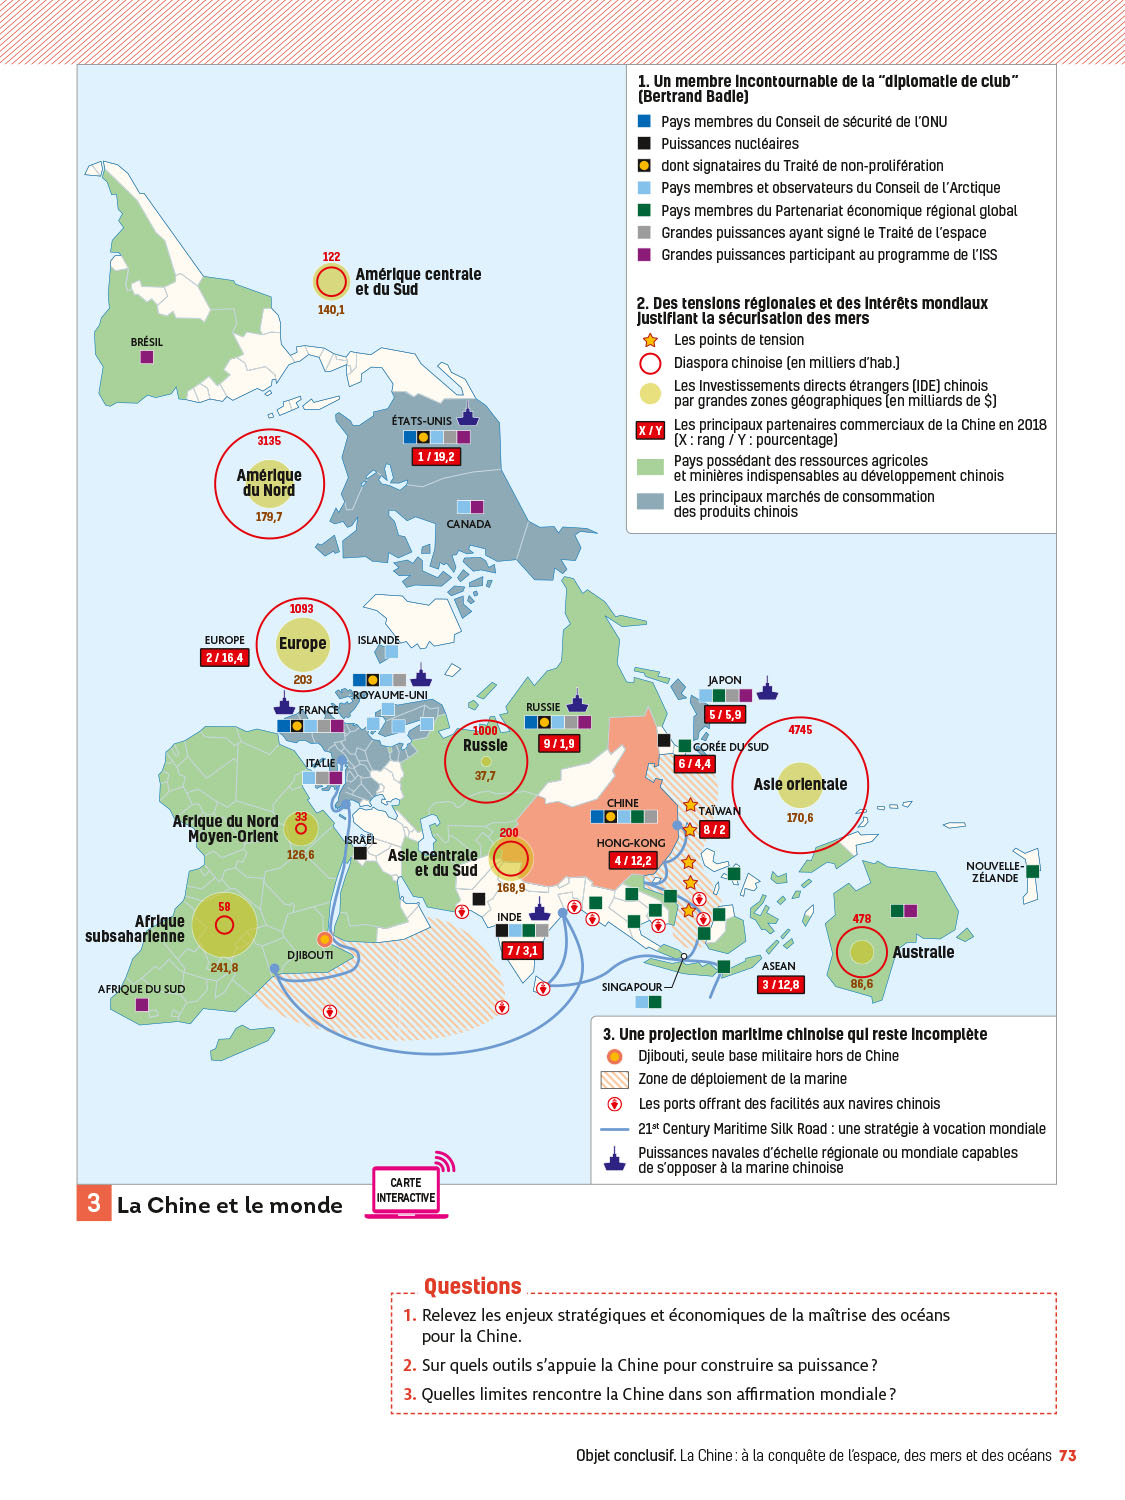 1. Un membre incontournable de la “diplomatie de club”
(Bertrand Badie)
Pays membres du Conseil de sécurité de l’ONU
Puissances nucléaires
dont signataires du Traité de non-prolifération
Pays membres et observateurs du Conseil de l’Arctique
Pays membres du Partenariat économique régional global
Grandes puissances ayant signé le Traité de l’espace
Grandes puissances participant au programme de l’ISS
2. Des tensions régionales et des intérêts mondiaux
justifiant la sécurisation des mers
Les points de tension
Diaspora chinoise (en milliers d’hab.)
Les Investissements directs étrangers (IDE) chinois
par grandes zones géographiques (en milliards de $)
X / Y
Les principaux partenaires commerciaux de la Chine en 2018
(X : rang / Y : pourcentage)
Pays possédant des ressources agricoles
et minières indispensables au développement chinois
Les principaux marchés de consommation
des produits chinois
122
Amérique centrale
et du Sud
140,1
BRÉSIL
ÉTATS-UNIS
1 / 19,2
3135
Amérique
du Nord
179,7
CANADA
1093
Europe
203
EUROPE
2 / 16,4
ISLANDE
ROYAUME-UNI
FRANCE
ITALIE
RUSSIE
9 / 1,9
1000
Russie
37,7
JAPON
5 / 5,9
CORÉE DU SUD
6 / 4,4
4745
Asie orientale
170,6
CHINE
TAÏWAN
8 / 2
HONG-KONG
4 / 12,2
33
Afrique du Nord
Moyen-Orient
126,6
ISRAËL
200
Asie centrale
et du Sud
168,9
58
Afrique
subsaharienne
241,8
DJIBOUTI
AFRIQUE DU SUD
INDE
7 / 3,1
NOUVELLE-
ZÉLANDE
478
Australie
86,6
ASEAN
3 / 12,8
SINGAPOUR
3. Une projection maritime chinoise qui reste incomplète
Djibouti, seule base militaire hors de Chine
Zone de déploiement de la marine
Les ports offrant des facilités aux navires chinois
21st Century Maritime Silk Road : une stratégie à vocation mondiale
Puissances navales d’échelle régionale ou mondiale capables
de s’opposer à la marine chinoise
3 La Chine et le monde
CARTE
INTERACTIVE
Questions
1. Relevez les enjeux stratégiques et économiques de la maîtrise des océans
pour la Chine.
2. Sur quels outils s’appuie la Chine pour construire sa puissance ?
3. Quelles limites rencontre la Chine dans son affirmation mondiale ?
Objet conclusif. La Chine : à la conquête de l’espace, des mers et des océans 73